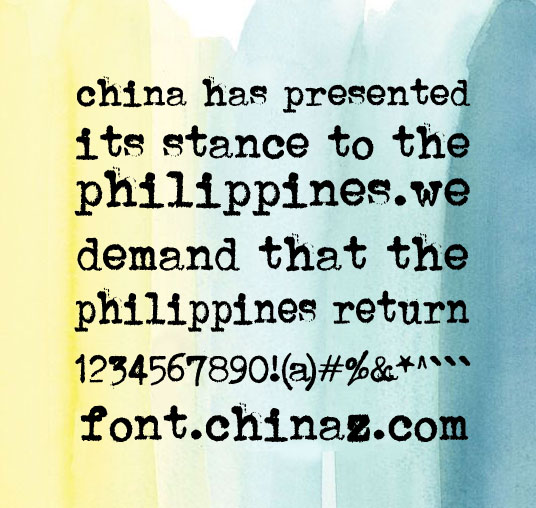 china has presented
its stance to the
philippines.we
demand that the
philippines return
1234567890!(a)#%&*^```
font.chinaz.com